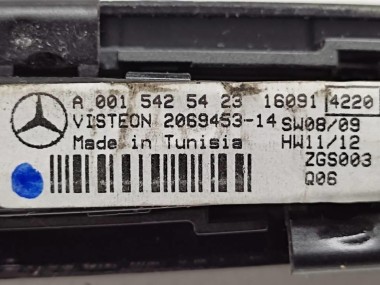 A 001 542 54 23 16091 4220
VISTEON 2069453-14 SW08/09
Made in Tunisia HW11/12
ZGS003
Q06